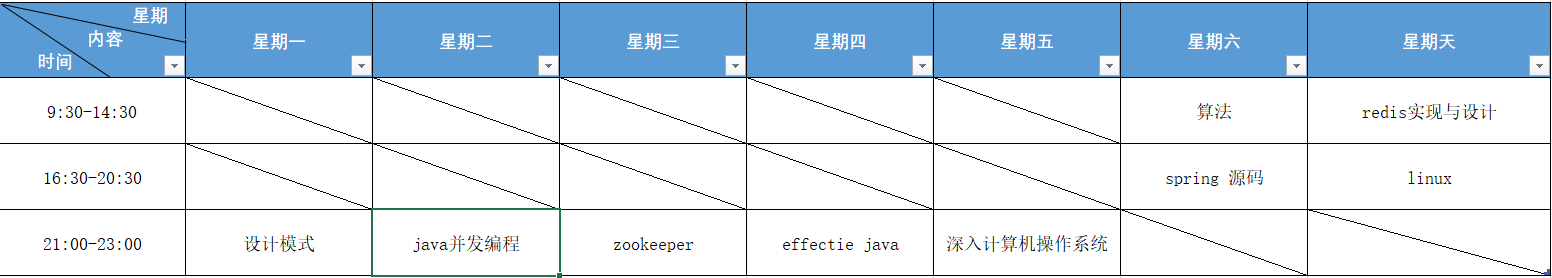 星期
内容
时间
星期一 星期二 星期三 星期四 星期五 星期六 星期天
9:30-14:30 算法 redis实现与设计
16:30-20:30 spring 源码 linux
21:00-23:00 设计模式 java并发编程 zookeeper effectie java 深入计算机操作系统